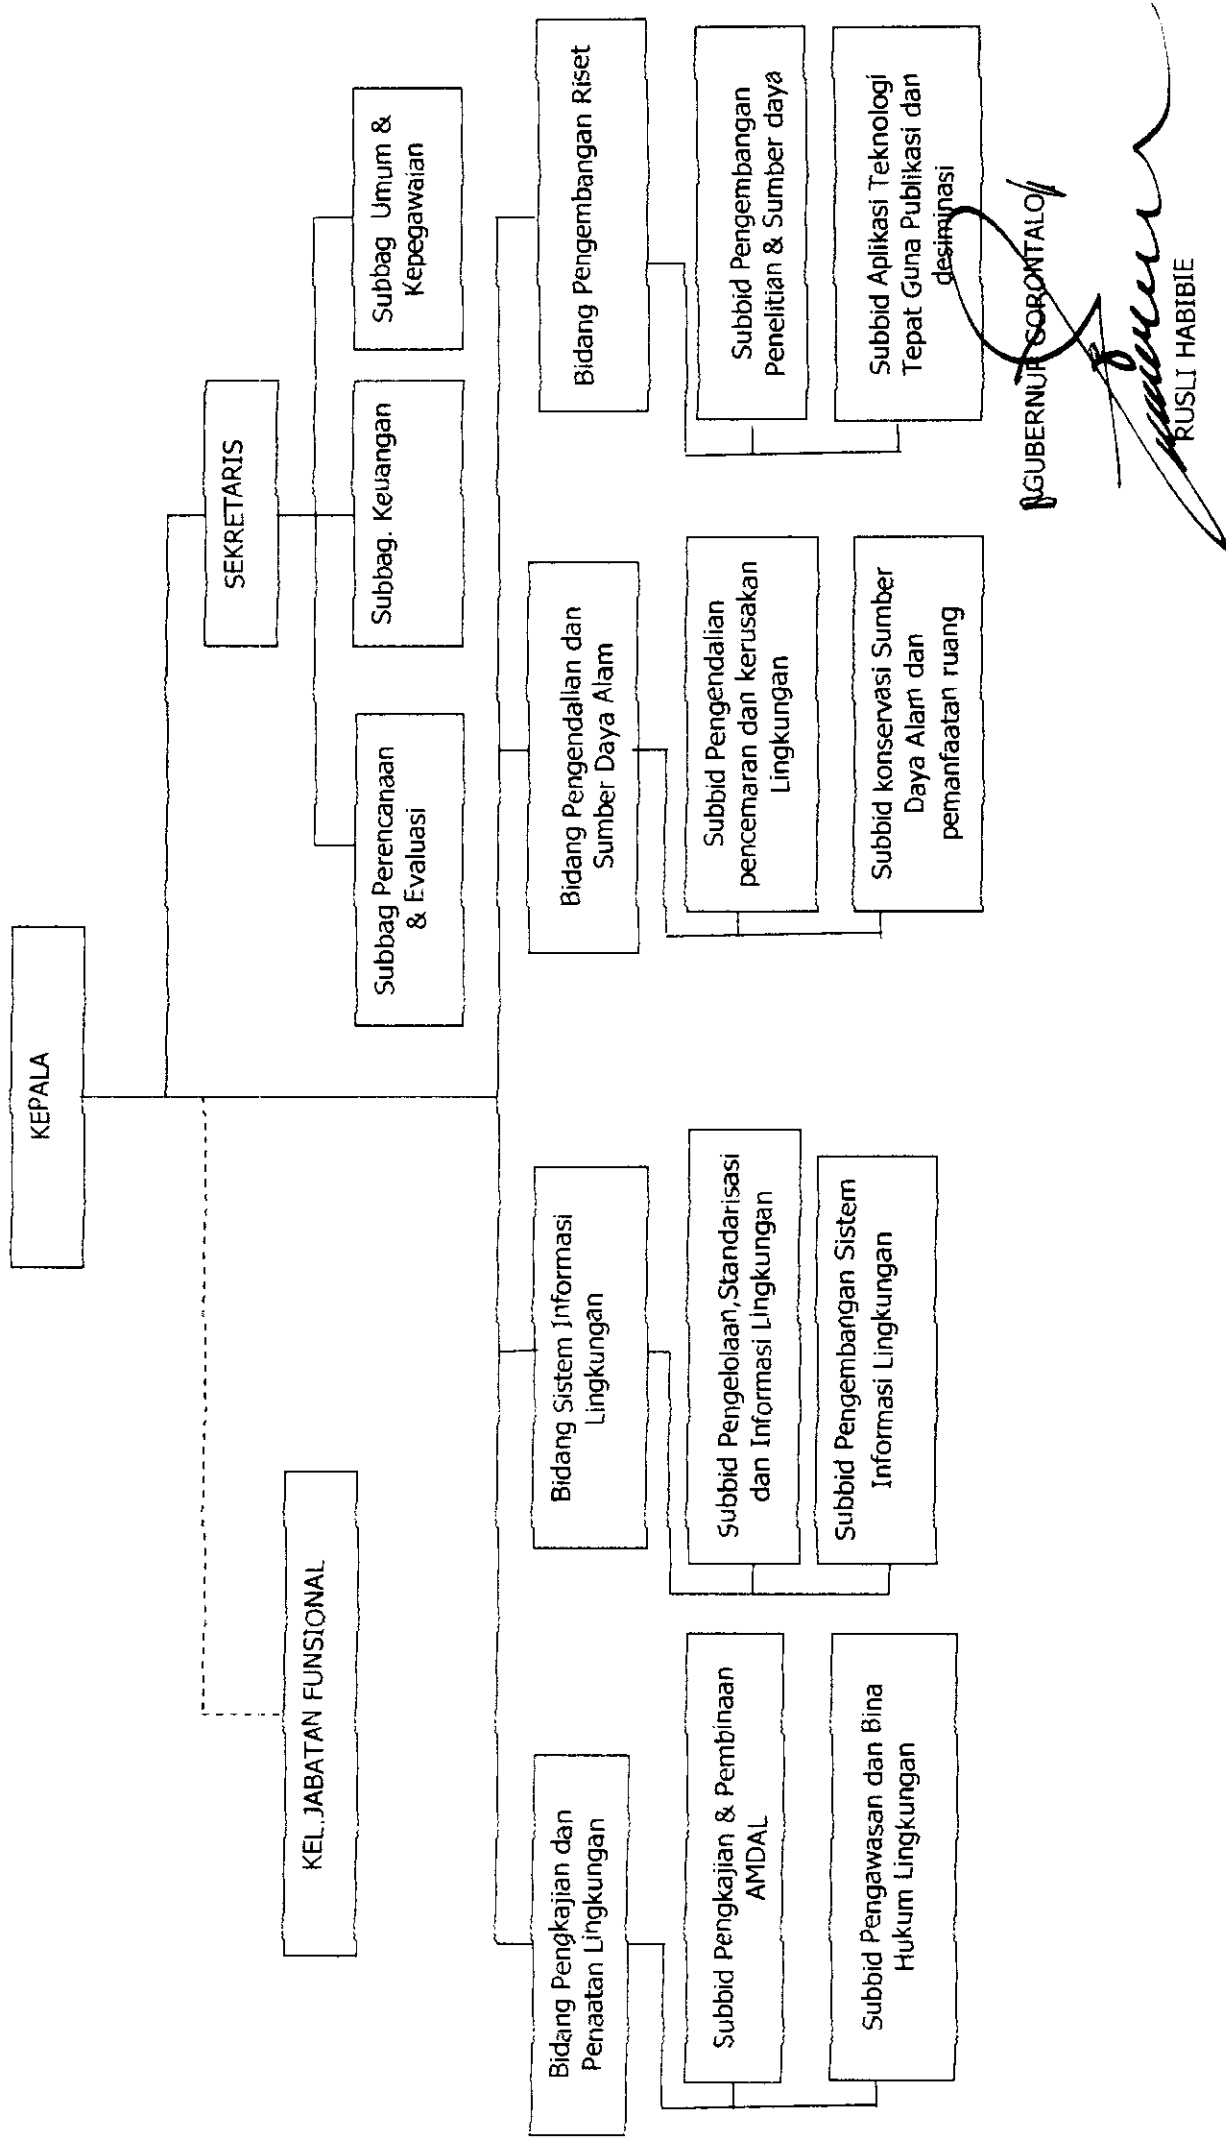 KEPALA
SEKRETARIS
KEL.JABATAN FUNSIONAL
Subbag Perencanaan
& Evaluasi
Subbag. Keuangan
Subbag Umum &
Kepegawaian
Bidang Pengkajian dan
Penaatan Lingkungan
Bidang Sistem Informasi
Lingkungan
Bidang Pengendalian dan
Sumber Daya Alam
Bidang Pengembangan Riset
Subbid Pengkajian & Pembinaan
AMDAL
Subbid Pengelolaan,Standarisasi
dan Informasi Lingkungan
Subbid Pengendalian
pencemaran dan kerusakan
Lingkungan
Subbid Pengembangan
Penelitian & Sumber daya
Subbid Pengawasan dan Bina
Hukum Lingkungan
Subbid Pengembangan Sistem
Informasi Lingkungan
Subbid konservasi Sumber
Daya Alam dan
pemanfaatan ruang
Subbid Aplikasi Teknologi
Tepat Guna Publikasi dan
desiminasi
GUBERNUR GORONTALO
RUSLI HABIBIE